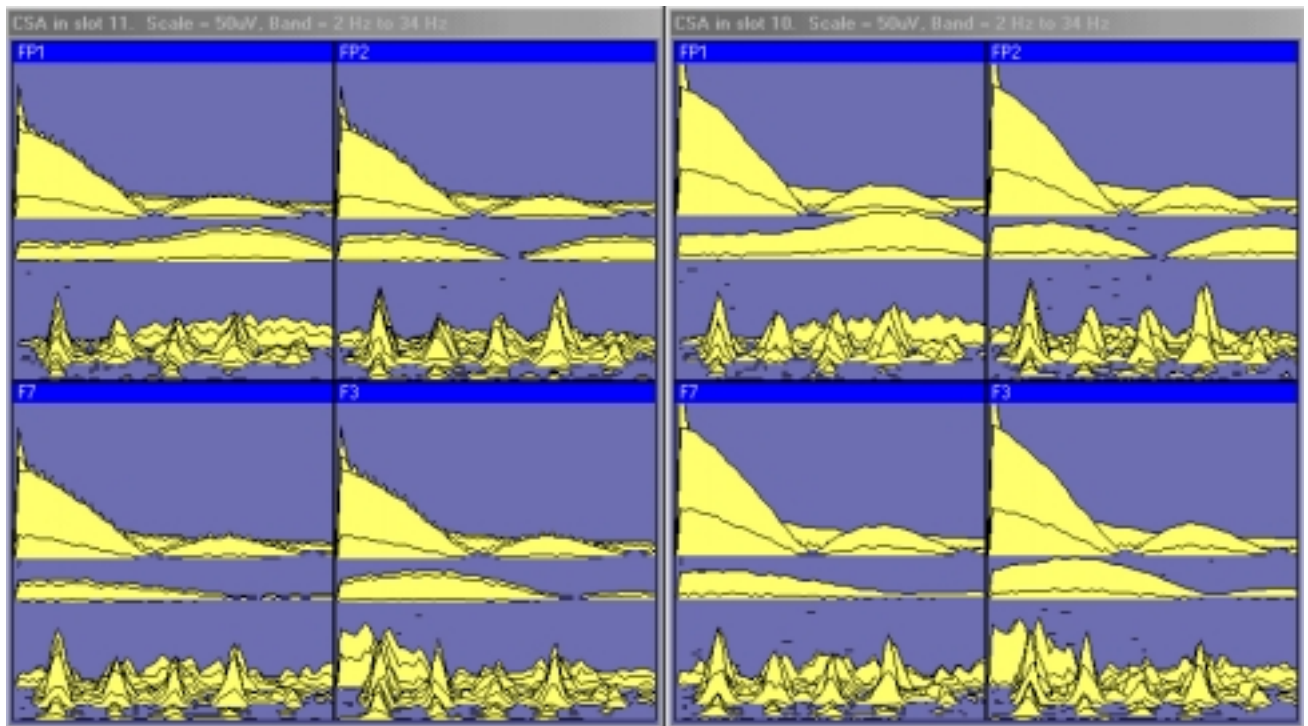 CSA in slot 11. Scale = 50uV, Band = 2 Hz to 34 Hz
FP1
FP2
F7
F3
CSA in slot 10. Scale = 50uV, Band = 2 Hz to 34 Hz
FP1
FP2
F7
F3